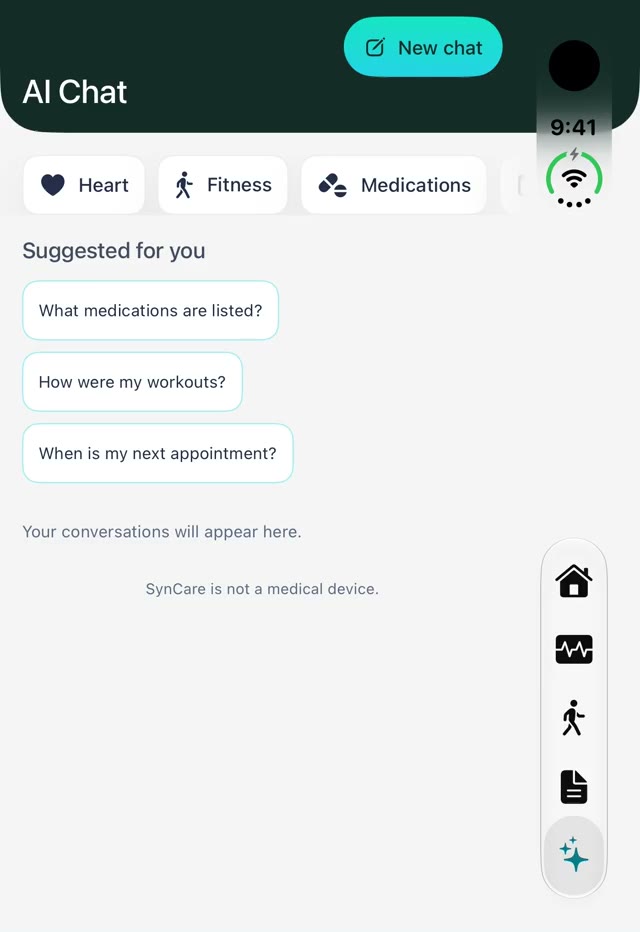 New chat
AI Chat
9:41
Heart
Fitness
Medications
Suggested for you
What medications are listed?
How were my workouts?
When is my next appointment?
Your conversations will appear here.
SynCare is not a medical device.